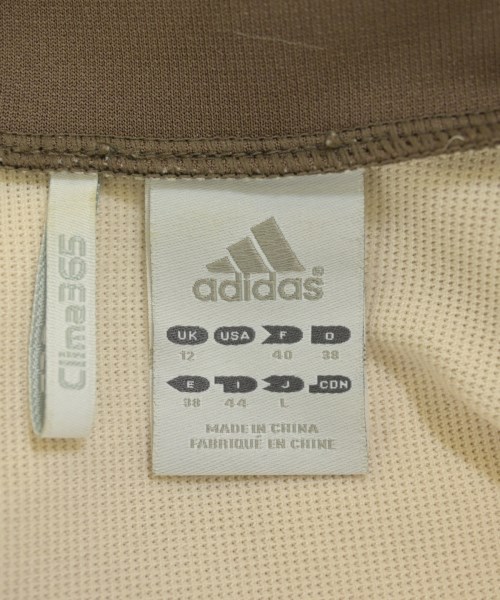 Clima365
adidas®
UK USA F D
12 40 38
E I J CDN
38 44 L
MADE IN CHINA
FABRIQUÉ EN CHINE